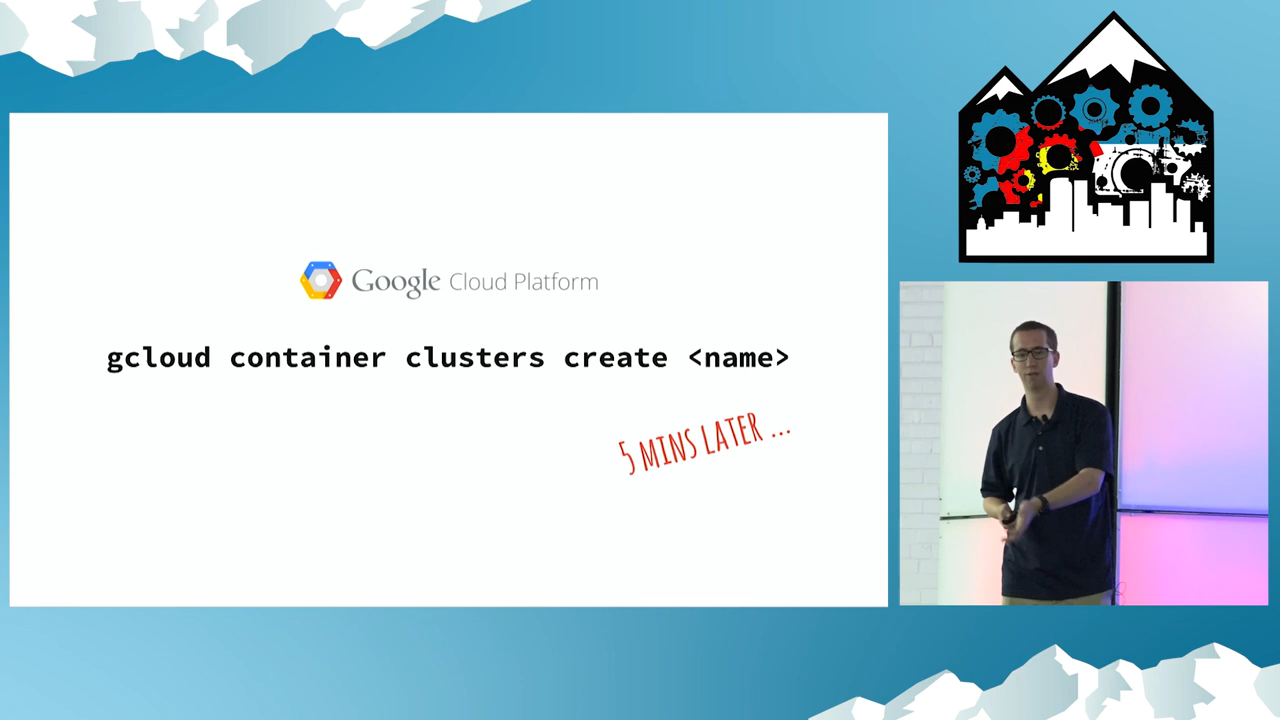 Google Cloud Platform
gcloud container clusters create <name>
5 MINS LATER ...